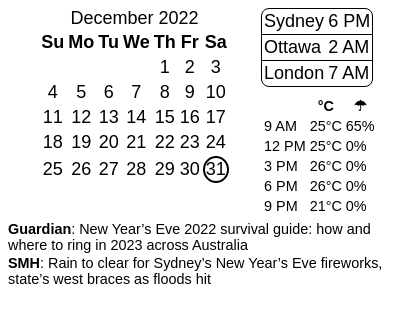 December 2022
Su Mo Tu We Th Fr Sa
1 2 3
4 5 6 7 8 9 10
11 12 13 14 15 16 17
18 19 20 21 22 23 24
25 26 27 28 29 30 31
Sydney 6 PM
Ottawa 2 AM
London 7 AM
°C ☂
9 AM 25°C 65%
12 PM 25°C 0%
3 PM 26°C 0%
6 PM 26°C 0%
9 PM 21°C 0%
Guardian: New Year’s Eve 2022 survival guide: how and
where to ring in 2023 across Australia
SMH: Rain to clear for Sydney’s New Year’s Eve fireworks,
state’s west braces as floods hit